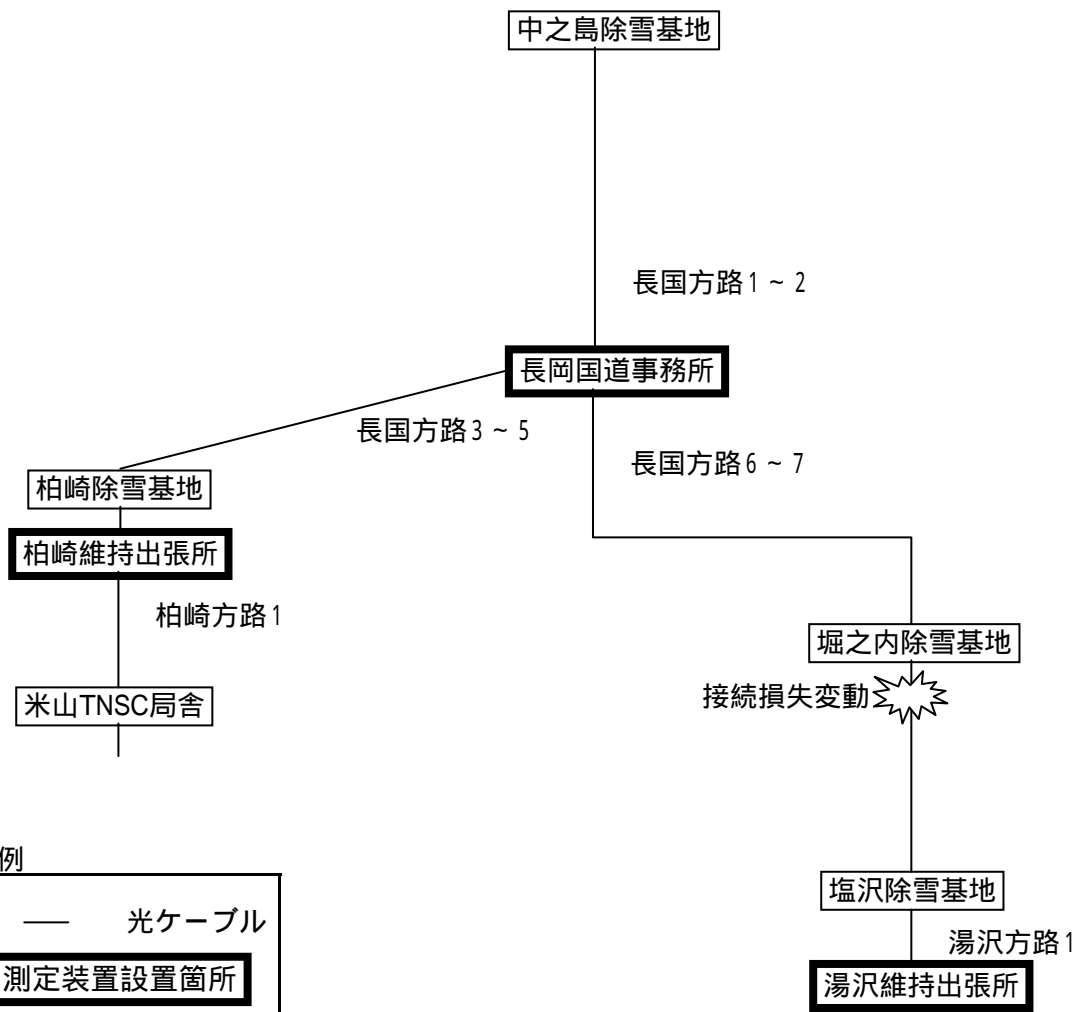 中之島除雪基地
長国方路1～2
長岡国道事務所
長国方路3～5
長国方路6～7
柏崎除雪基地
柏崎維持出張所
柏崎方路1
堀之内除雪基地
米山TNSC局舎
接続損失変動
例
塩沢除雪基地
光ケーブル
湯沢方路1
測定装置設置箇所
湯沢維持出張所